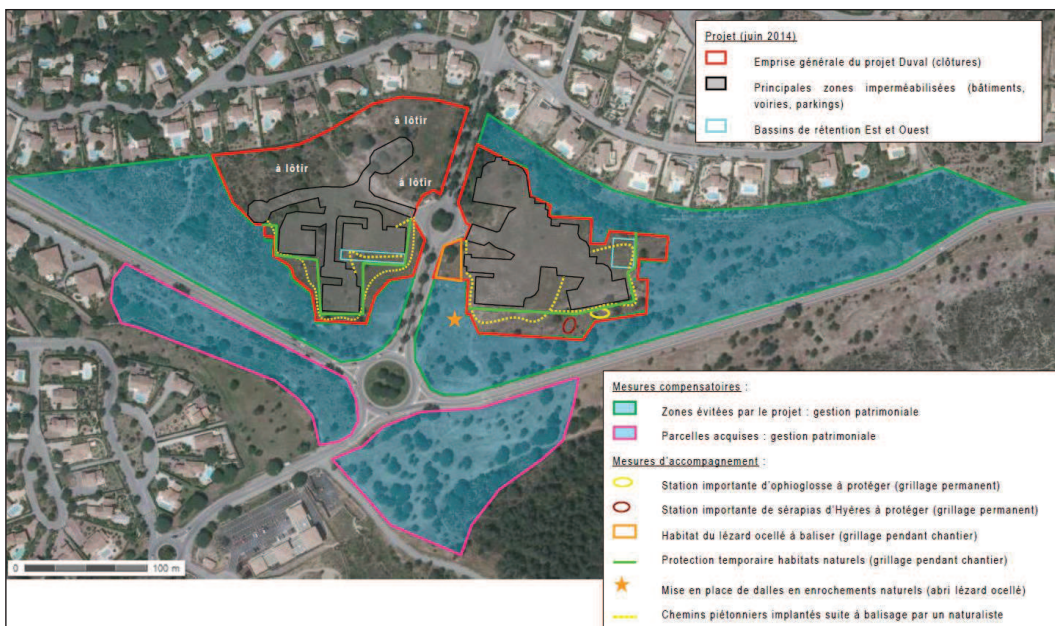 Projet (juin 2014)
Emprise générale du projet Duval (clôtures)
Principales zones imperméabilisées (bâtiments,
voiries, parkings)
Bassins de rétention Est et Ouest
à lôtir
à lôtir
à lôtir
0 100 m
Mesures compensatoires :
Zones évitées par le projet : gestion patrimoniale
Parcelles acquises : gestion patrimoniale
Mesures d'accompagnement :
Station importante d'ophioglosse à protéger (grillage permanent)
Station importante de sérapias d'Hyères à protéger (grillage permanent)
Habitat du lézard ocellé à baliser (grillage pendant chantier)
Protection temporaire habitats naturels (grillage pendant chantier)
Mise en place de dalles en enrochements naturels (abri lézard ocellé)
Chemins piétonniers implantés suite à balisage par un naturaliste